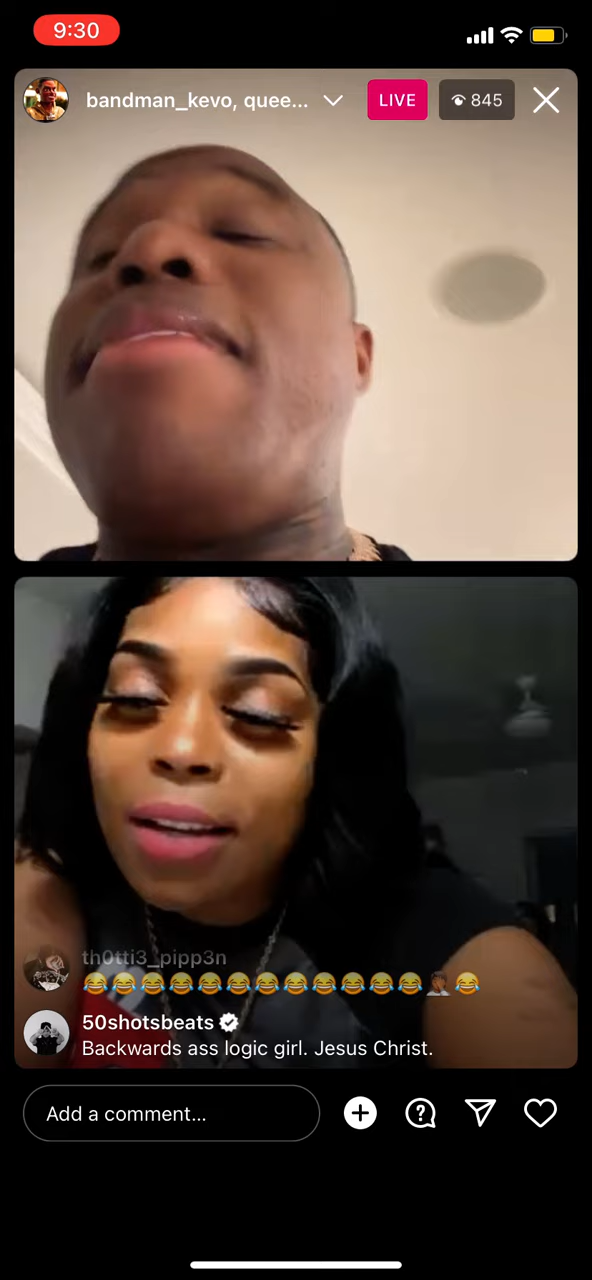 9:30
bandman_kevo, quee...
LIVE
845
th0tti3_pipp3n
😂😂😂😂😂😂😂😂😂😂😂😂🤦🏾‍♂️😂
50shotsbeats
Backwards ass logic girl. Jesus Christ.
Add a comment...